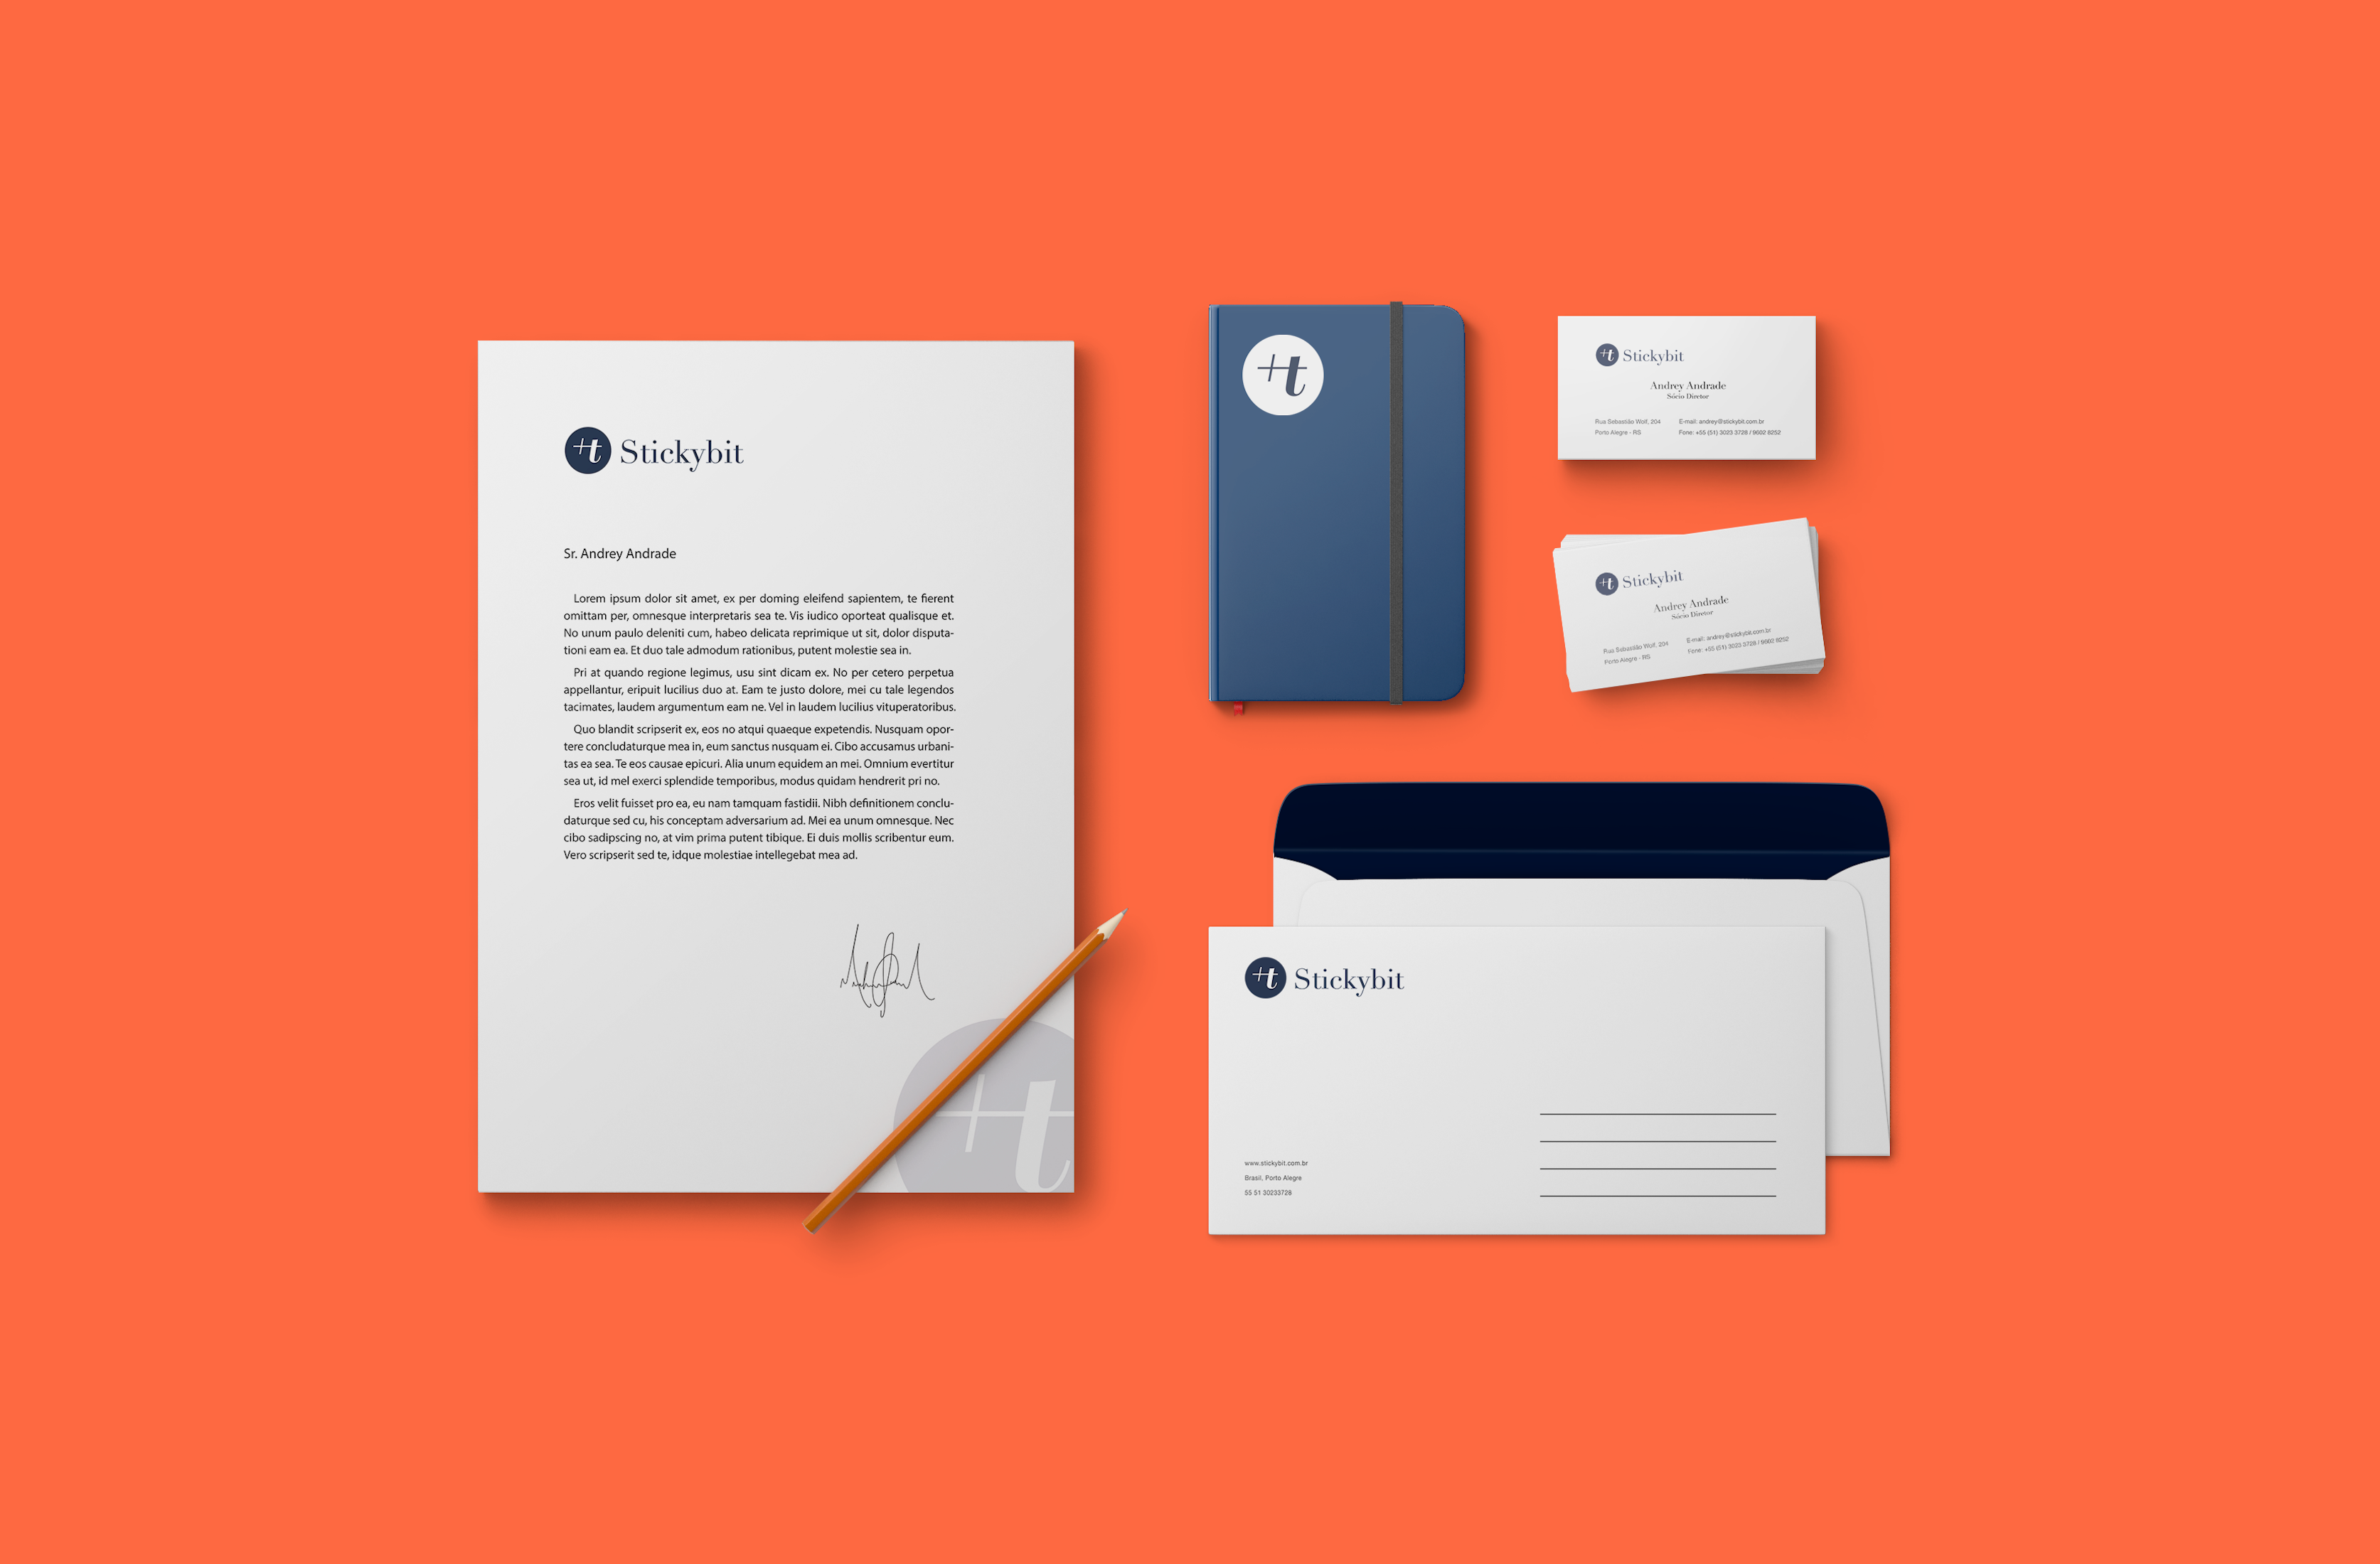 +t Stickybit
Sr. Andrey Andrade
Lorem ipsum dolor sit amet, ex per doming eleifend sapientem, te fierent
omittam per, omnesque interpretaris sea te. Vis iudico oporteat qualisque et.
No unum paulo deleniti cum, habeo delicata reprimique ut sit, dolor disputa-
tioni eam ea. Et duo tale admodum rationibus, putent molestie sea in.
Pri at quando regione legimus, usu sint dicam ex. No per cetero perpetua
appellantur, eripuit lucilius duo at. Eam te justo dolore, mei cu tale legendos
tacimates, laudem argumentum eam ne. Vel in laudem lucilius vituperatoribus.
Quo blandit scripserit ex, eos no atqui quaeque expetendis. Nusquam opor-
tere concludaturque mea in, eum sanctus nusquam ei. Cibo accusamus urbani-
tas ea sea. Te eos causae epicuri. Alia unum equidem an mei. Omnium evertitur
sea ut, id mel exerci splendide temporibus, modus quidam hendrerit pri no.
Eros velit fuisset pro ea, eu nam tamquam fastidii. Nibh definitionem conclu-
daturque sed cu, his conceptam adversarium ad. Mei ea unum omnesque. Nec
cibo sadipscing no, at vim prima putent tibique. Ei duis mollis scribentur eum.
Vero scripserit sed te, idque molestiae intellegebat mea ad.
+t
+t
+t Stickybit
Andrey Andrade
Sócio Diretor
Rua Sebastião Wolf, 204
Porto Alegre - RS
E-mail: andrey@stickybit.com.br
Fone: +55 (51) 3023 3728 / 9602 8252
+t Stickybit
Andrey Andrade
Sócio Diretor
Rua Sebastião Wolf, 204
Porto Alegre - RS
E-mail: andrey@stickybit.com.br
Fone: +55 (51) 3023 3728 / 9602 8252
+t Stickybit
www.stickybit.com.br
Brasil, Porto Alegre
55 51 30233728